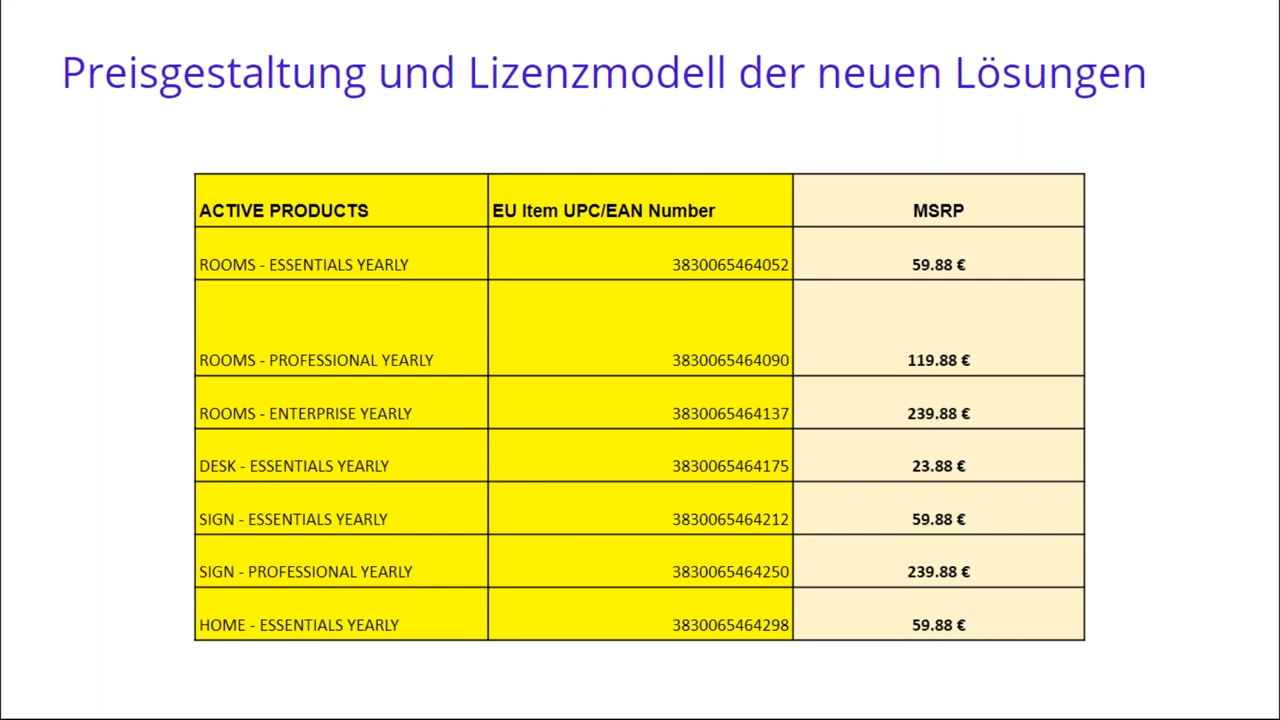 Preisgestaltung und Lizenzmodell der neuen Lösungen
ACTIVE PRODUCTS EU Item UPC/EAN Number MSRP
ROOMS - ESSENTIALS YEARLY 3830065464052 59.88 €
ROOMS - PROFESSIONAL YEARLY 3830065464090 119.88 €
ROOMS - ENTERPRISE YEARLY 3830065464137 239.88 €
DESK - ESSENTIALS YEARLY 3830065464175 23.88 €
SIGN - ESSENTIALS YEARLY 3830065464212 59.88 €
SIGN - PROFESSIONAL YEARLY 3830065464250 239.88 €
HOME - ESSENTIALS YEARLY 3830065464298 59.88 €